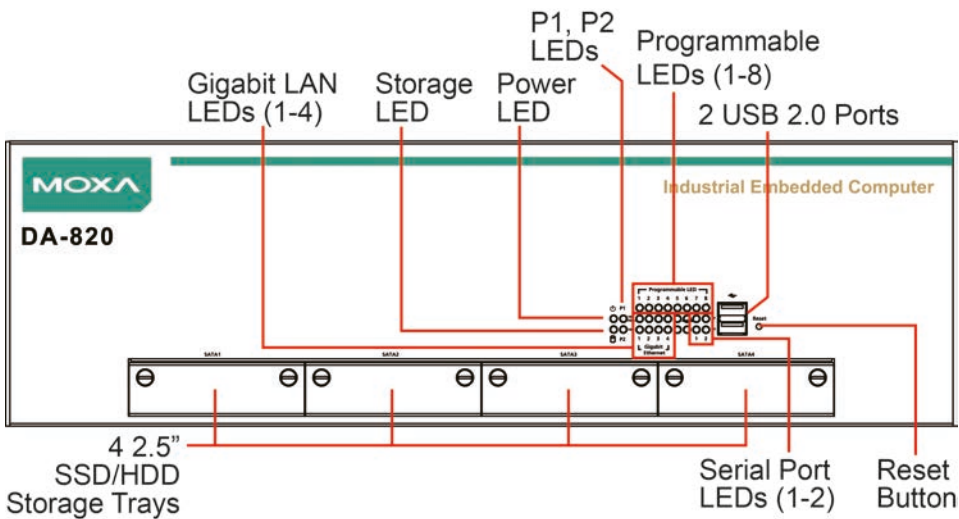 P1, P2
LEDs
Programmable
LEDs (1-8)
Gigabit LAN
LEDs (1-4)
Storage
LED
Power
LED
2 USB 2.0 Ports
MOXA
Industrial Embedded Computer
DA-820
Programmable LED
1 2 3 4 5 6 7 8
P1
Reset
P2
1 2 3 4
1 2
Gigabit
Ethernet
SATA1
SATA2
SATA3
SATA4
4 2.5”
SSD/HDD
Storage Trays
Serial Port
LEDs (1-2)
Reset
Button